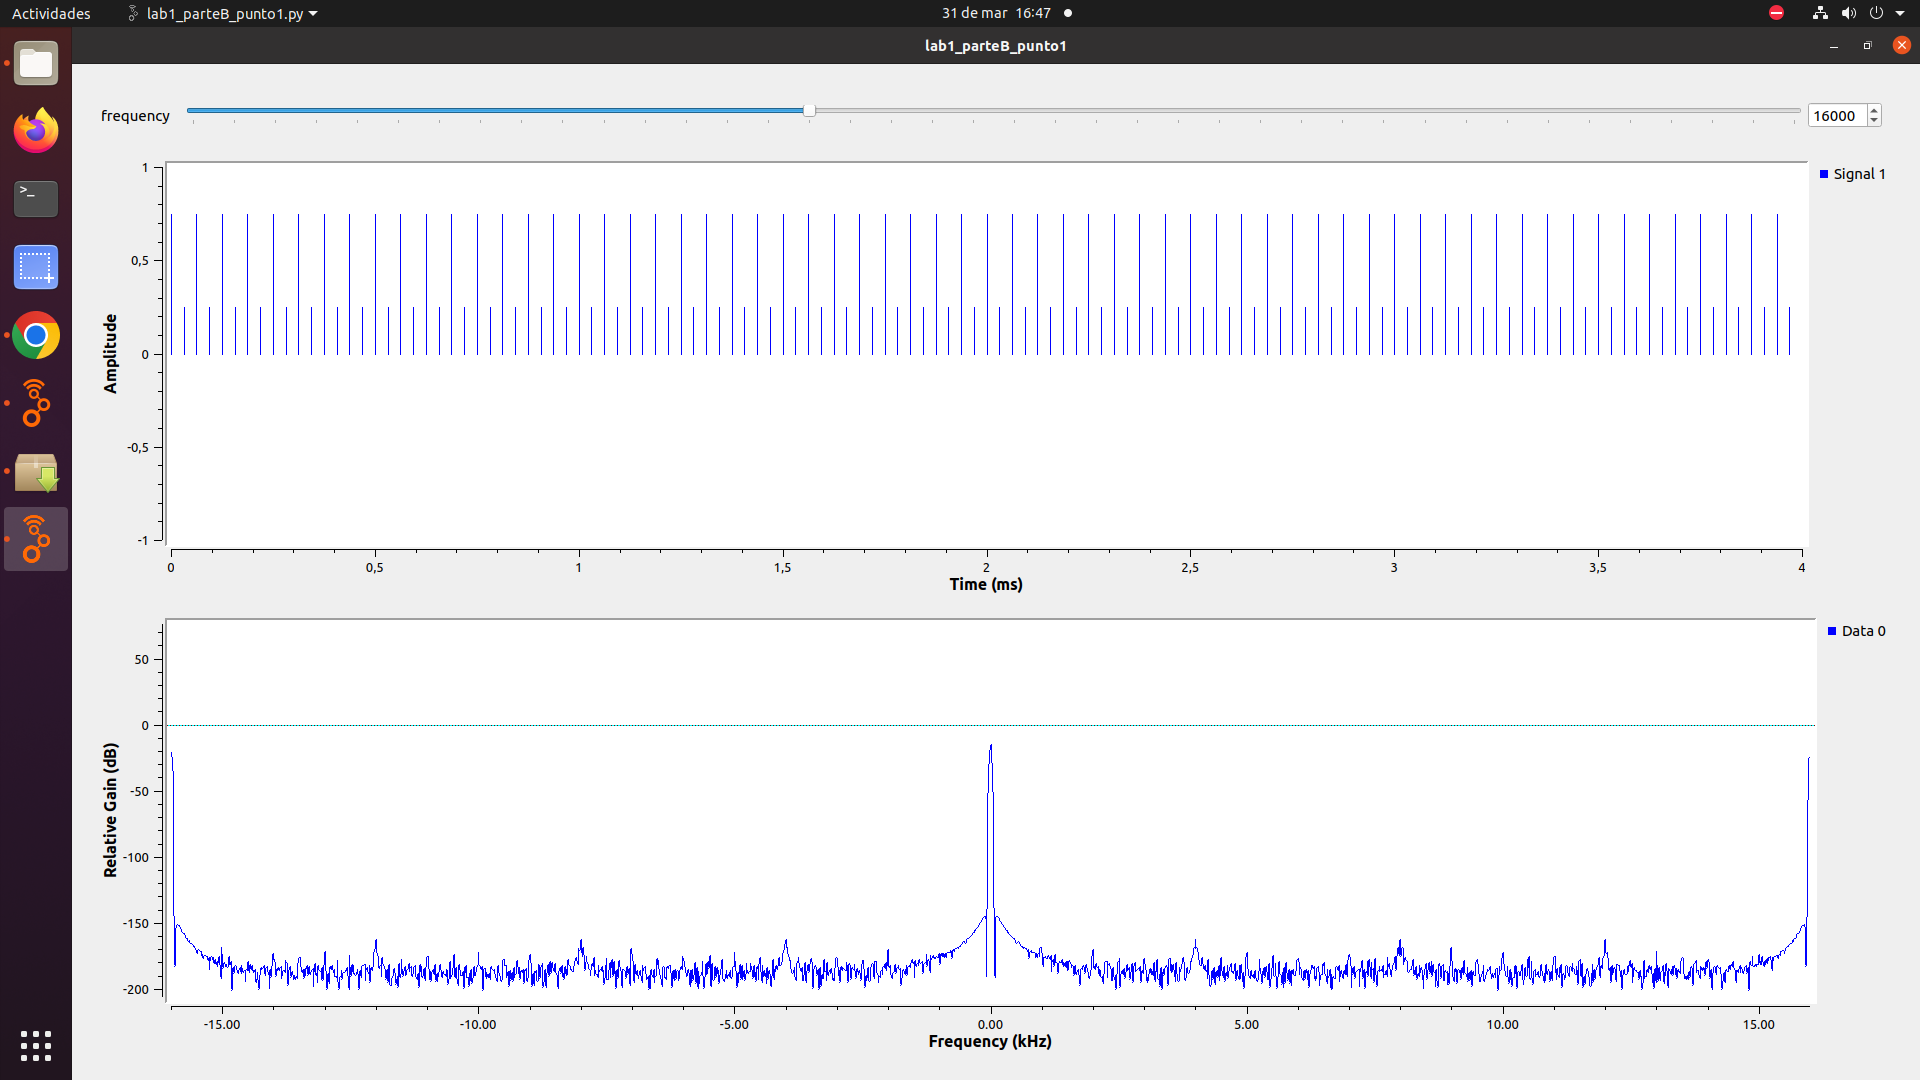 Actividades lab1_parteB_punto1.py 31 de mar 16:47
lab1_parteB_punto1
frequency 16000
Signal 1
1
0,5
0
-0,5
-1
Amplitude
0 0,5 1 1,5 2 2,5 3 3,5 4
Time (ms)
Data 0
50
0
-50
-100
-150
-200
Relative Gain (dB)
-15.00 -10.00 -5.00 0.00 5.00 10.00 15.00
Frequency (kHz)